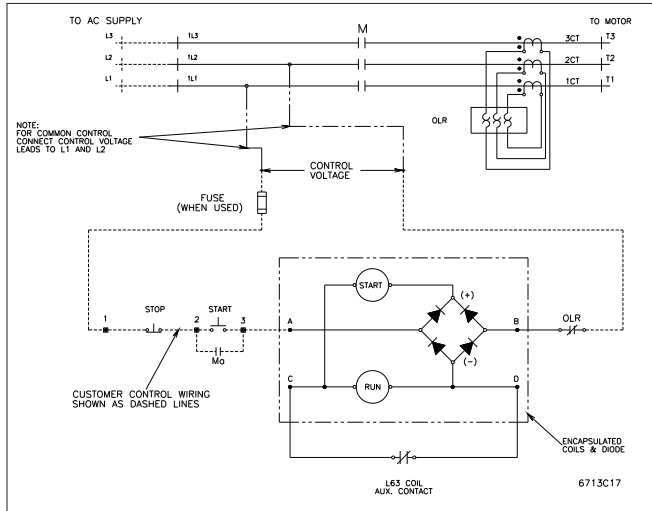 TO AC SUPPLY
M
TO MOTOR
L3
1L3
3CT
T3
L2
1L2
2CT
T2
L1
1L1
1CT
T1
OLR
NOTE:
FOR COMMON CONTROL
CONNECT CONTROL VOLTAGE
LEADS TO L1 AND L2
CONTROL
VOLTAGE
FUSE
(WHEN USED)
START
(+)
1
STOP
2
START
3
A
B
OLR
Ma
(-)
C
RUN
D
CUSTOMER CONTROL WIRING
SHOWN AS DASHED LINES
ENCAPSULATED
COILS & DIODE
L63 COIL
AUX. CONTACT
6713C17